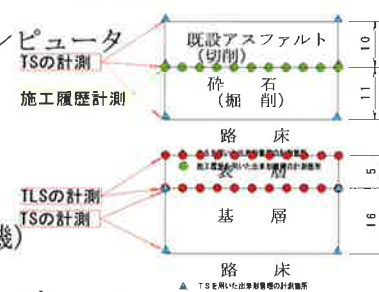 ンピュータ
TSの計測
施工履歴計測
既設アスファルト
(切削)
砕 石
(掘 削)
路 床
10
11
TLSの計測
TSの計測
機)
表 層
基 層
路 床
5
16
TSを用いた出来形管理の計測箇所